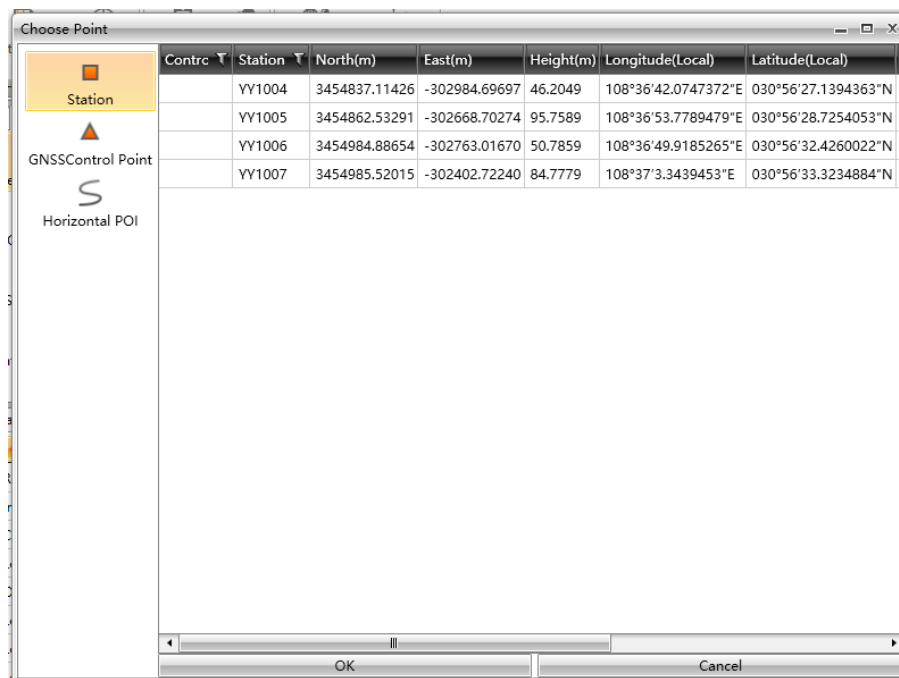 Choose Point
Station
GNSSControl Point
Horizontal POI
Contrc Station North(m) East(m) Height(m) Longitude(Local) Latitude(Local)
YY1004 3454837.11426 -302984.69697 46.2049 108°36'42.0747372"E 030°56'27.1394363"N
YY1005 3454862.53291 -302668.70274 95.7589 108°36'53.7789479"E 030°56'28.7254053"N
YY1006 3454984.88654 -302763.01670 50.7859 108°36'49.9185265"E 030°56'32.4260022"N
YY1007 3454985.52015 -302402.72240 84.7779 108°37'3.3439453"E 030°56'33.3234884"N
OK Cancel